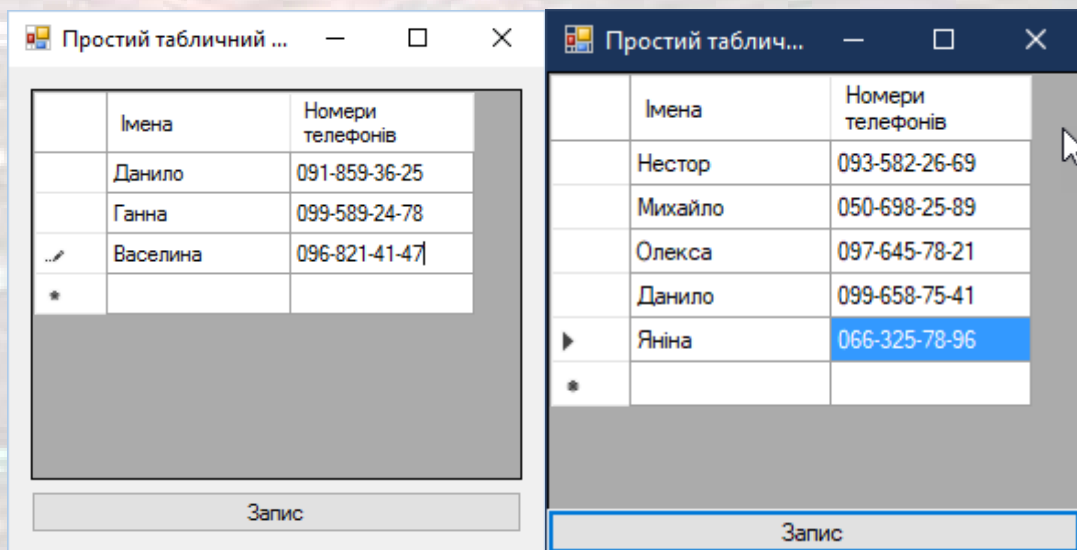 Простий табличний ...
Імена
Номери
телефонів
Данило 091-859-36-25
Ганна 099-589-24-78
Васелина 096-821-41-47
Запис
Простий таблич...
Імена
Номери
телефонів
Нестор 093-582-26-69
Михайло 050-698-25-89
Олекса 097-645-78-21
Данило 099-658-75-41
Яніна 066-325-78-96
Запис